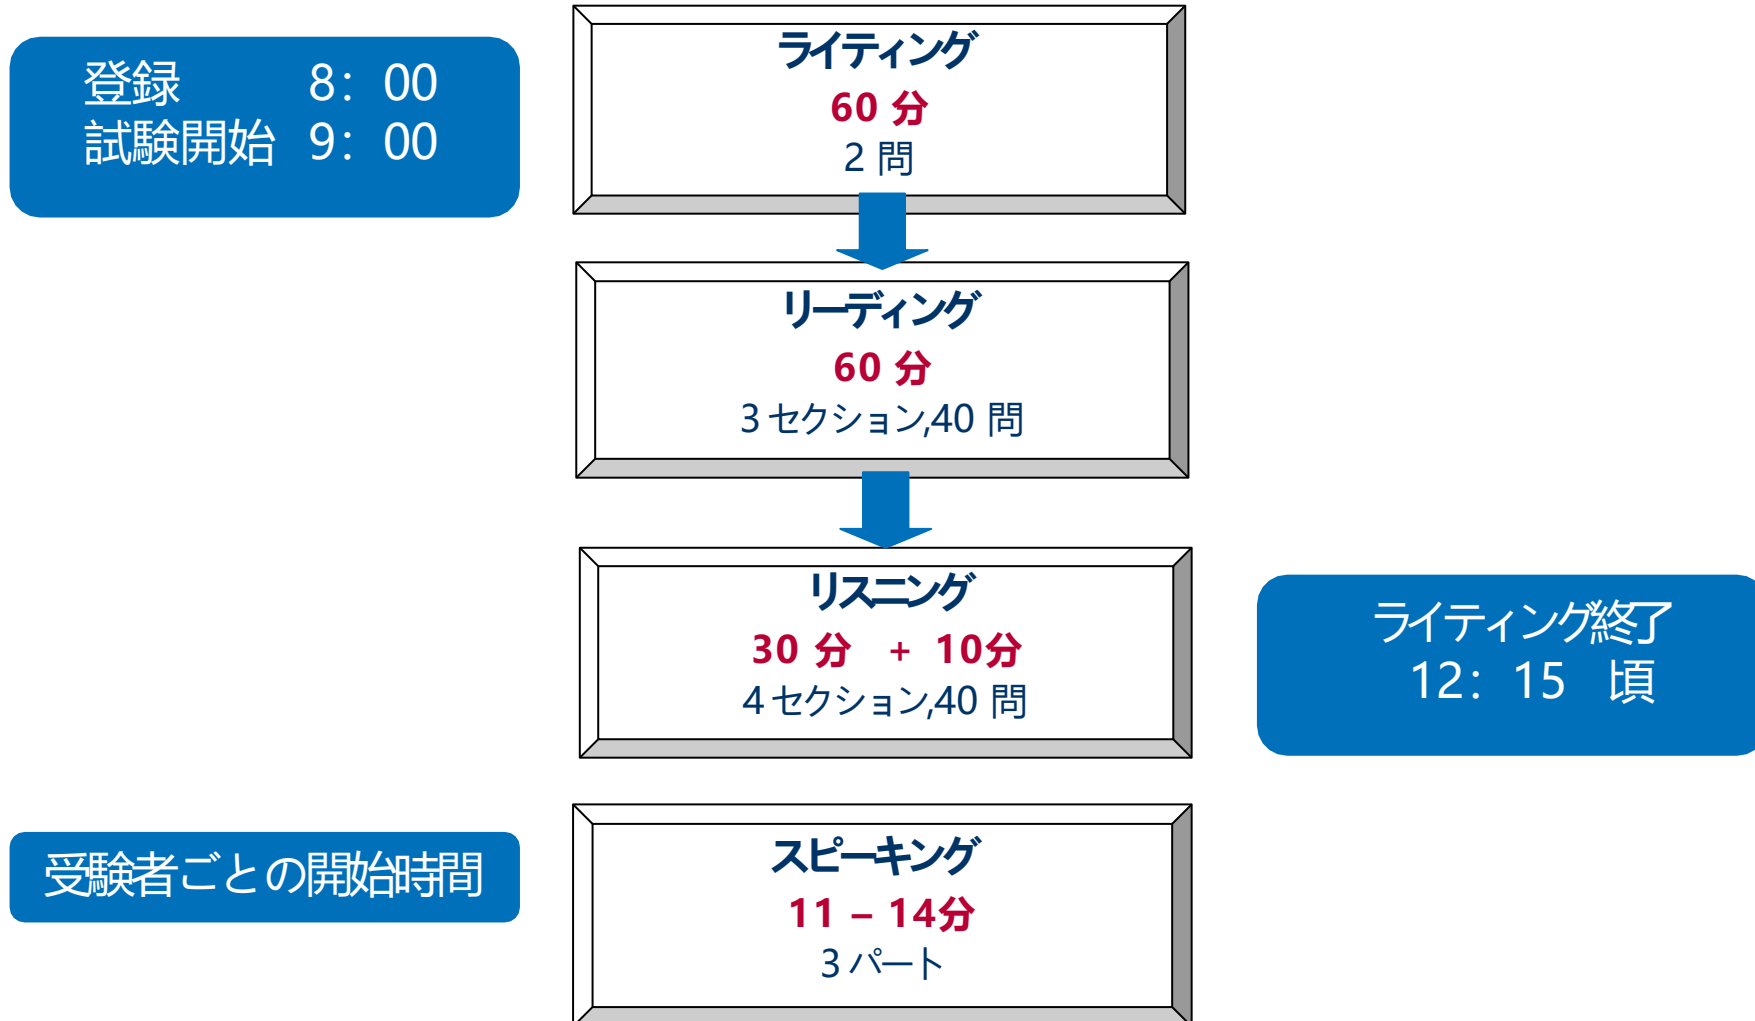 登録 8：00
試験開始 9：00
ライティング
60 分
2 問
リーディング
60 分
3 セクション,40 問
リスニング
30 分 + 10分
4 セクション,40 問
ライティング終了
12：15 頃
受験者ごとの開始時間
スピーキング
11 – 14分
3 パート